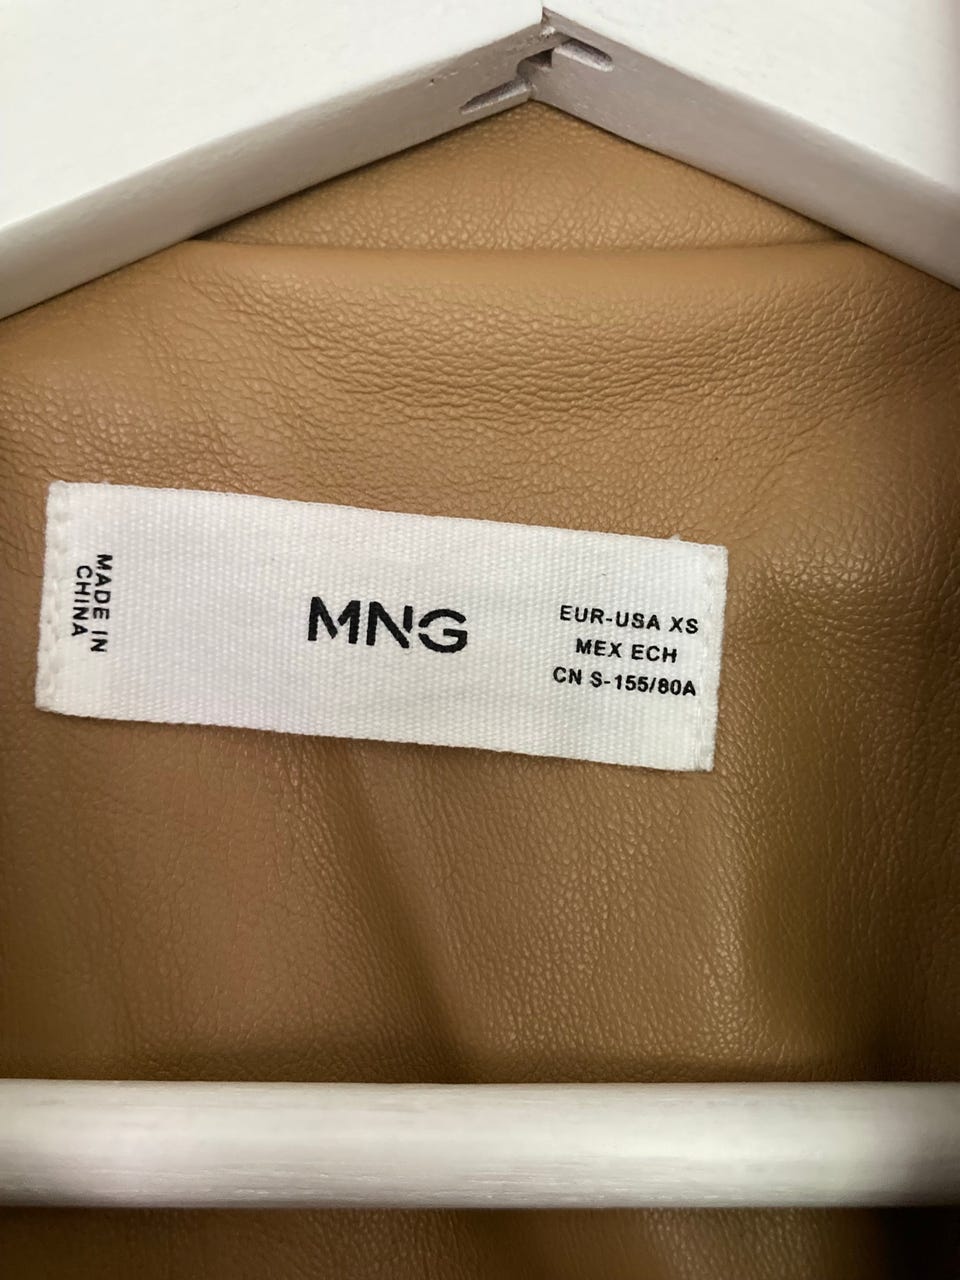 MADE IN
CHINA
MNG
EUR-USA XS
MEX ECH
CN S-155/80A